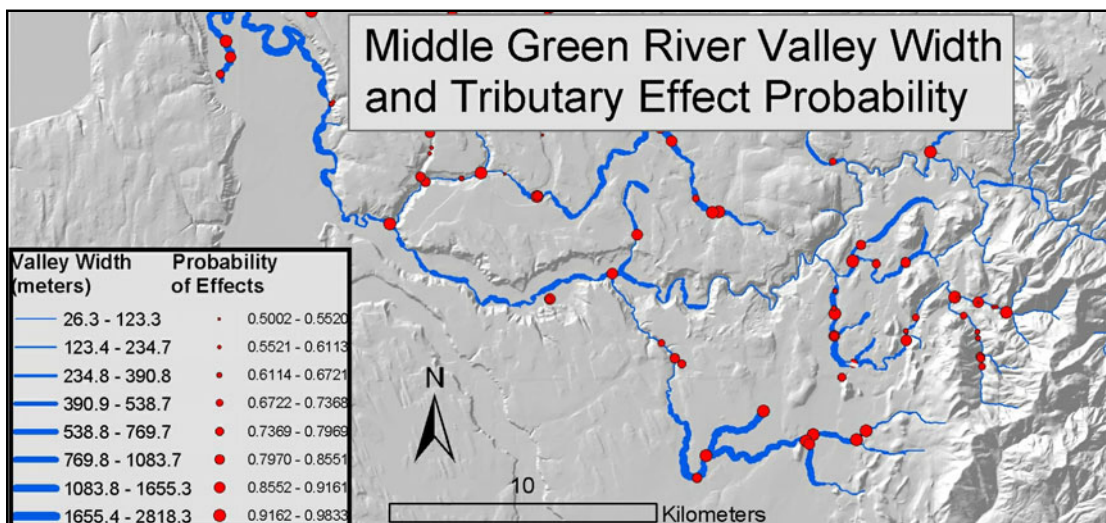 Middle Green River Valley Width
and Tributary Effect Probability
Valley Width Probability
(meters) of Effects
26.3 - 123.3 0.5002 - 0.5520
123.4 - 234.7 0.5521 - 0.6113
234.8 - 390.8 0.6114 - 0.6721
390.9 - 538.7 0.6722 - 0.7368
538.8 - 769.7 0.7369 - 0.7969
769.8 - 1083.7 0.7970 - 0.8551
1083.8 - 1655.3 0.8552 - 0.9161
1655.4 - 2818.3 0.9162 - 0.9833
N
10
Kilometers